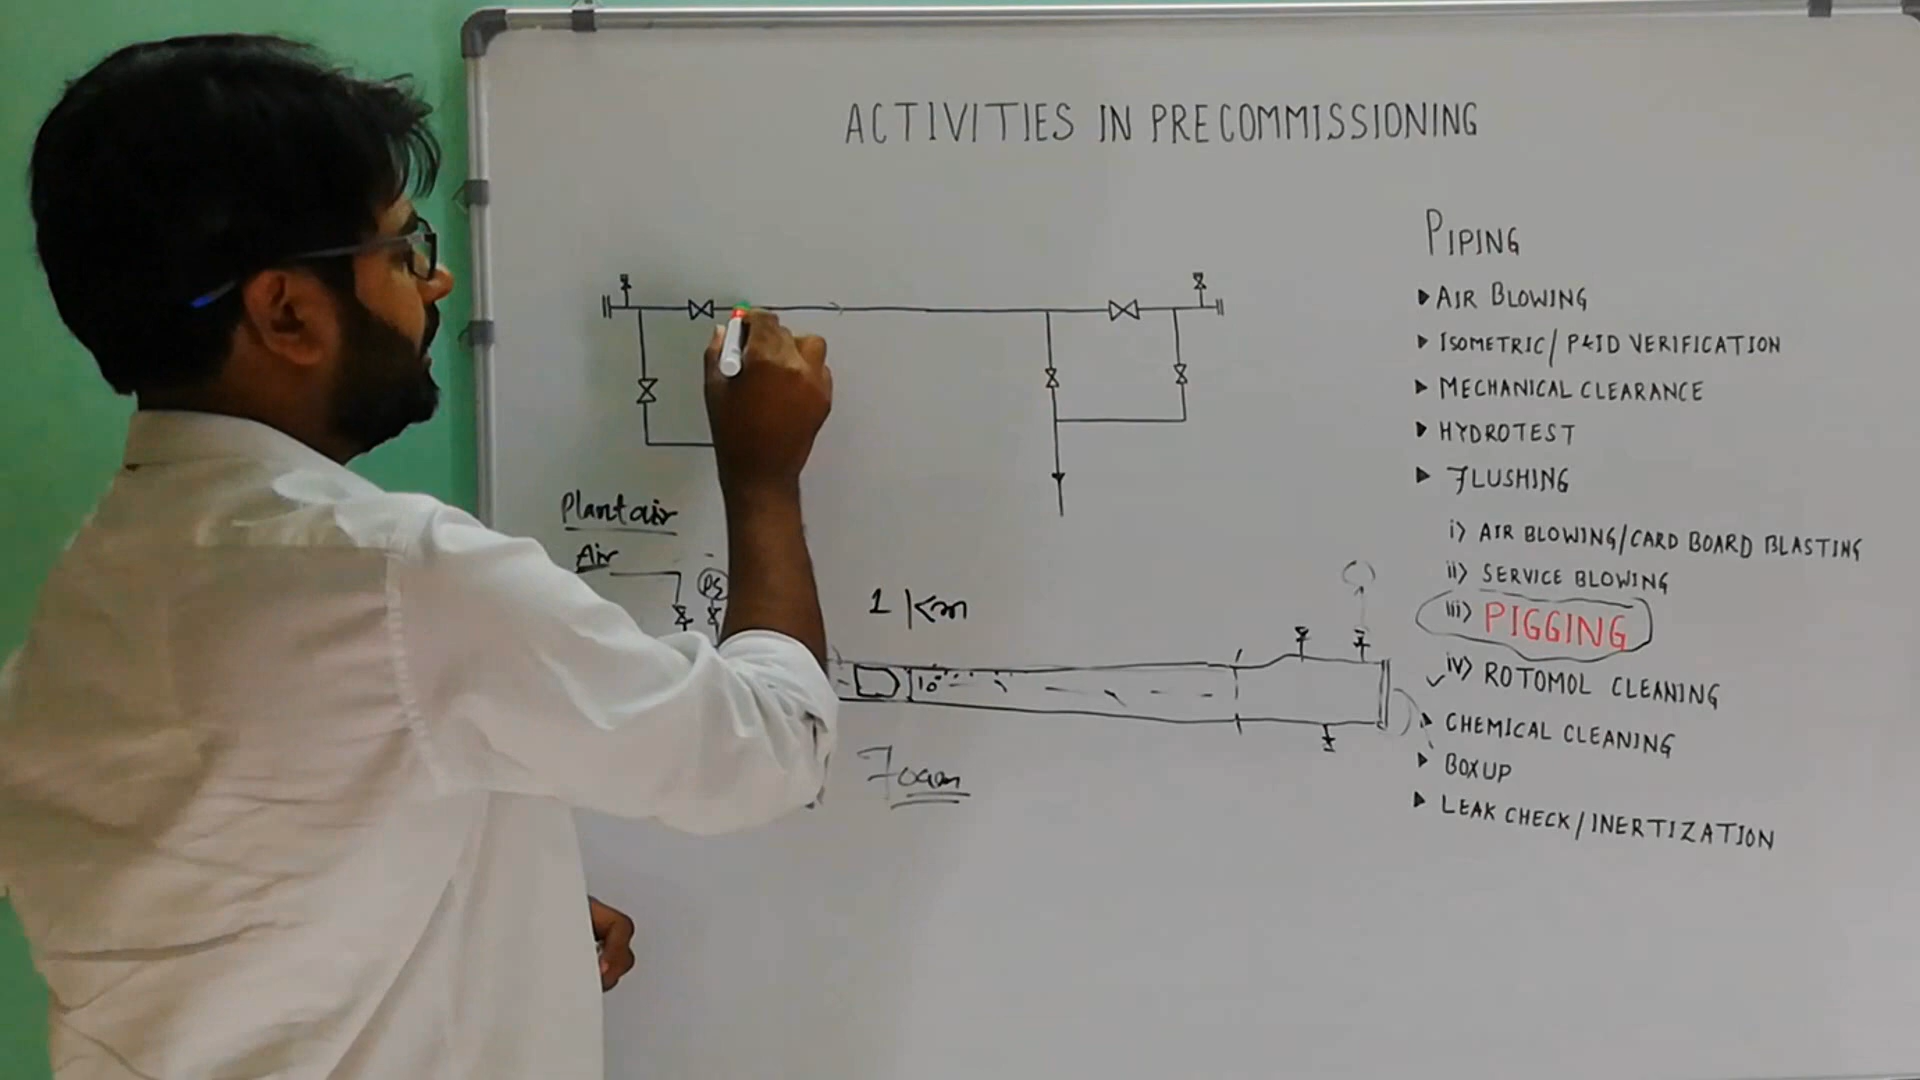 ACTIVITIES IN PRECOMMISSIONING
PIPING
AIR BLOWING
ISOMETRIC/ P&ID VERIFICATION
MECHANICAL CLEARANCE
HYDROTEST
FLUSHING
i) AIR BLOWING/CARD BOARD BLASTING
ii) SERVICE BLOWING
iii) PIGGING
iv) ROTOMOL CLEANING
CHEMICAL CLEANING
BOXUP
LEAK CHECK/INERTIZATION
Plant air
Air
PS
1 Km
Foam